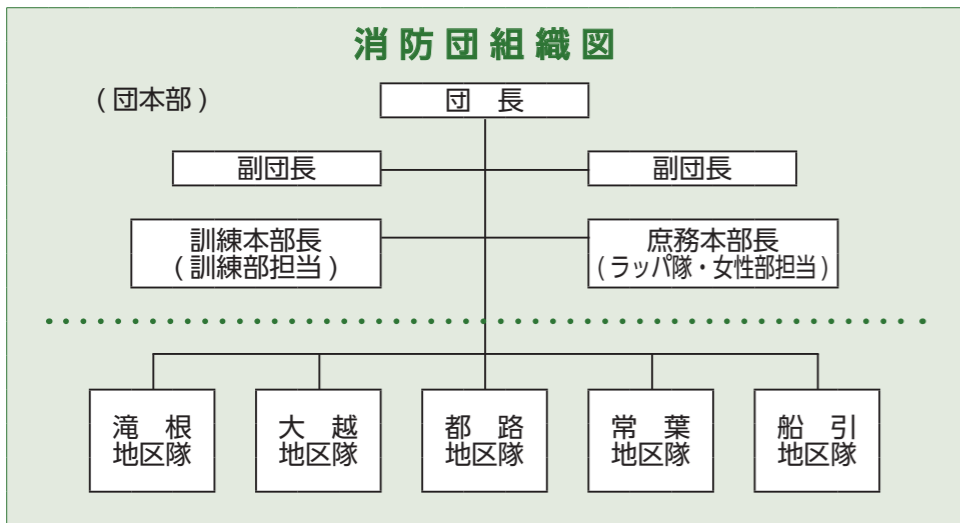 消防団組織図
(団本部)
団 長
副団長
副団長
訓練本部長
(訓練部担当)
庶務本部長
(ラッパ隊・女性部担当)
滝 根
地区隊
大 越
地区隊
都 路
地区隊
常 葉
地区隊
船 引
地区隊